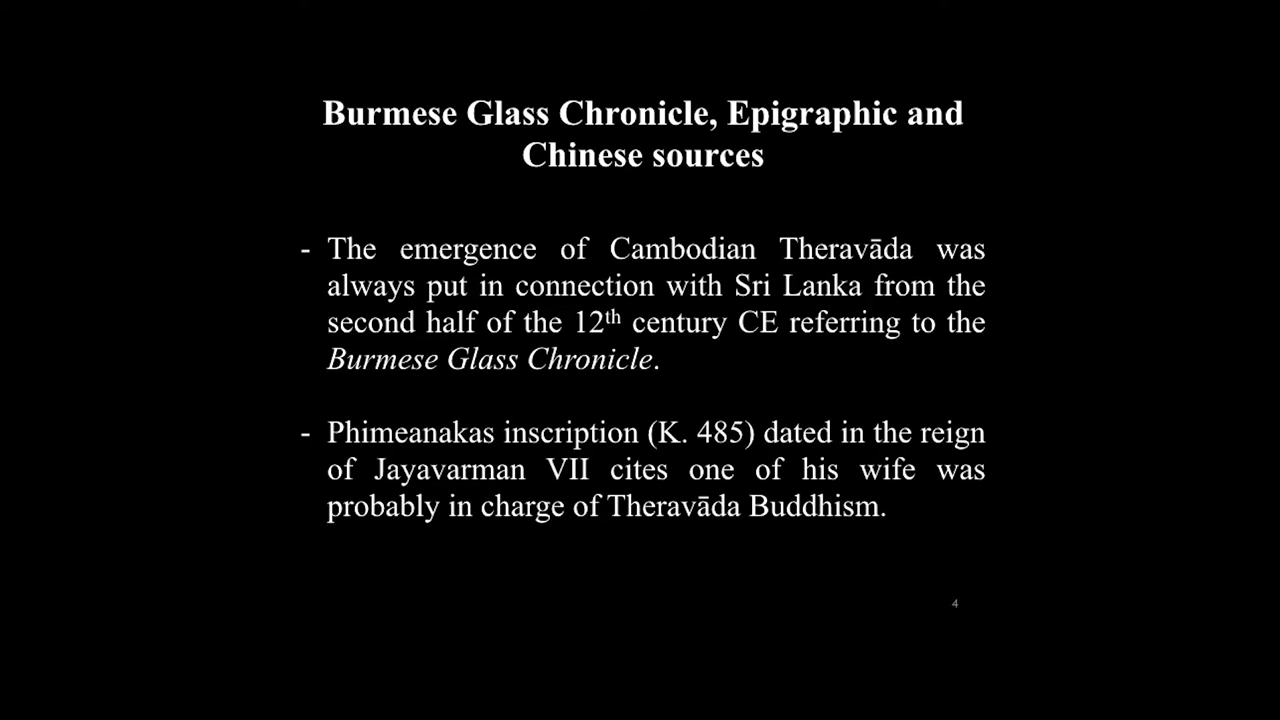 Burmese Glass Chronicle, Epigraphic and
Chinese sources
- The emergence of Cambodian Theravāda was
always put in connection with Sri Lanka from the
second half of the 12th century CE referring to the
Burmese Glass Chronicle.
- Phimeanakas inscription (K. 485) dated in the reign
of Jayavarman VII cites one of his wife was
probably in charge of Theravāda Buddhism.
4